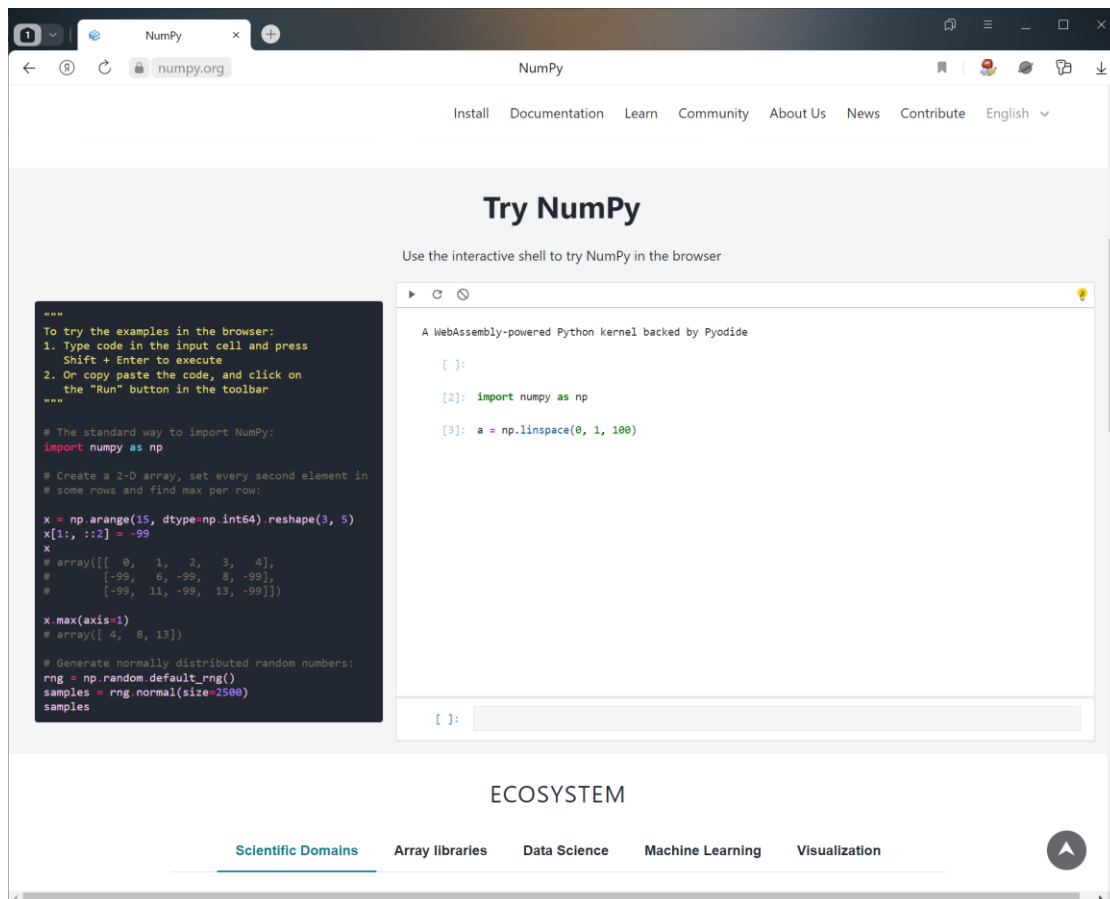 1
NumPy
numpy.org
NumPy
Install Documentation Learn Community About Us News Contribute English
Try NumPy
Use the interactive shell to try NumPy in the browser
"""
To try the examples in the browser:
1. Type code in the input cell and press
Shift + Enter to execute
2. Or copy paste the code, and click on
the "Run" button in the toolbar
"""
# The standard way to import NumPy:
import numpy as np
# Create a 2-D array, set every second element in
# some rows and find max per row:
x = np.arange(15, dtype=np.int64).reshape(3, 5)
x[1:, ::2] = -99
x
# array([[  0,   1,   2,   3,   4],
#        [-99,   6, -99,   8, -99],
#        [-99,  11, -99,  13, -99]])
x.max(axis=1)
# array([ 4,  8, 13])
# Generate normally distributed random numbers:
rng = np.random.default_rng()
samples = rng.normal(size=2500)
samples
A WebAssembly-powered Python kernel backed by Pyodide
[ ]:
[2]: import numpy as np
[3]: a = np.linspace(0, 1, 100)
[ ]:
ECOSYSTEM
Scientific Domains Array libraries Data Science Machine Learning Visualization